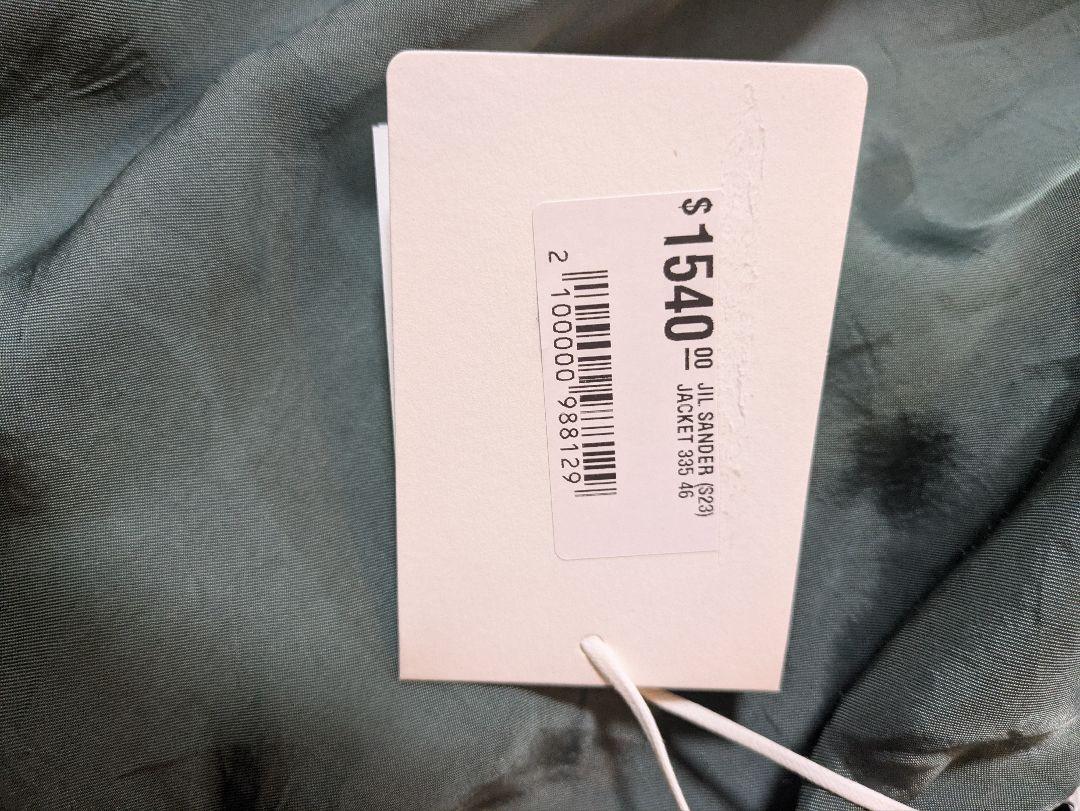 $1540.00
JIL.SANDER (S23)
JACKET 335 46
2 100000 988129